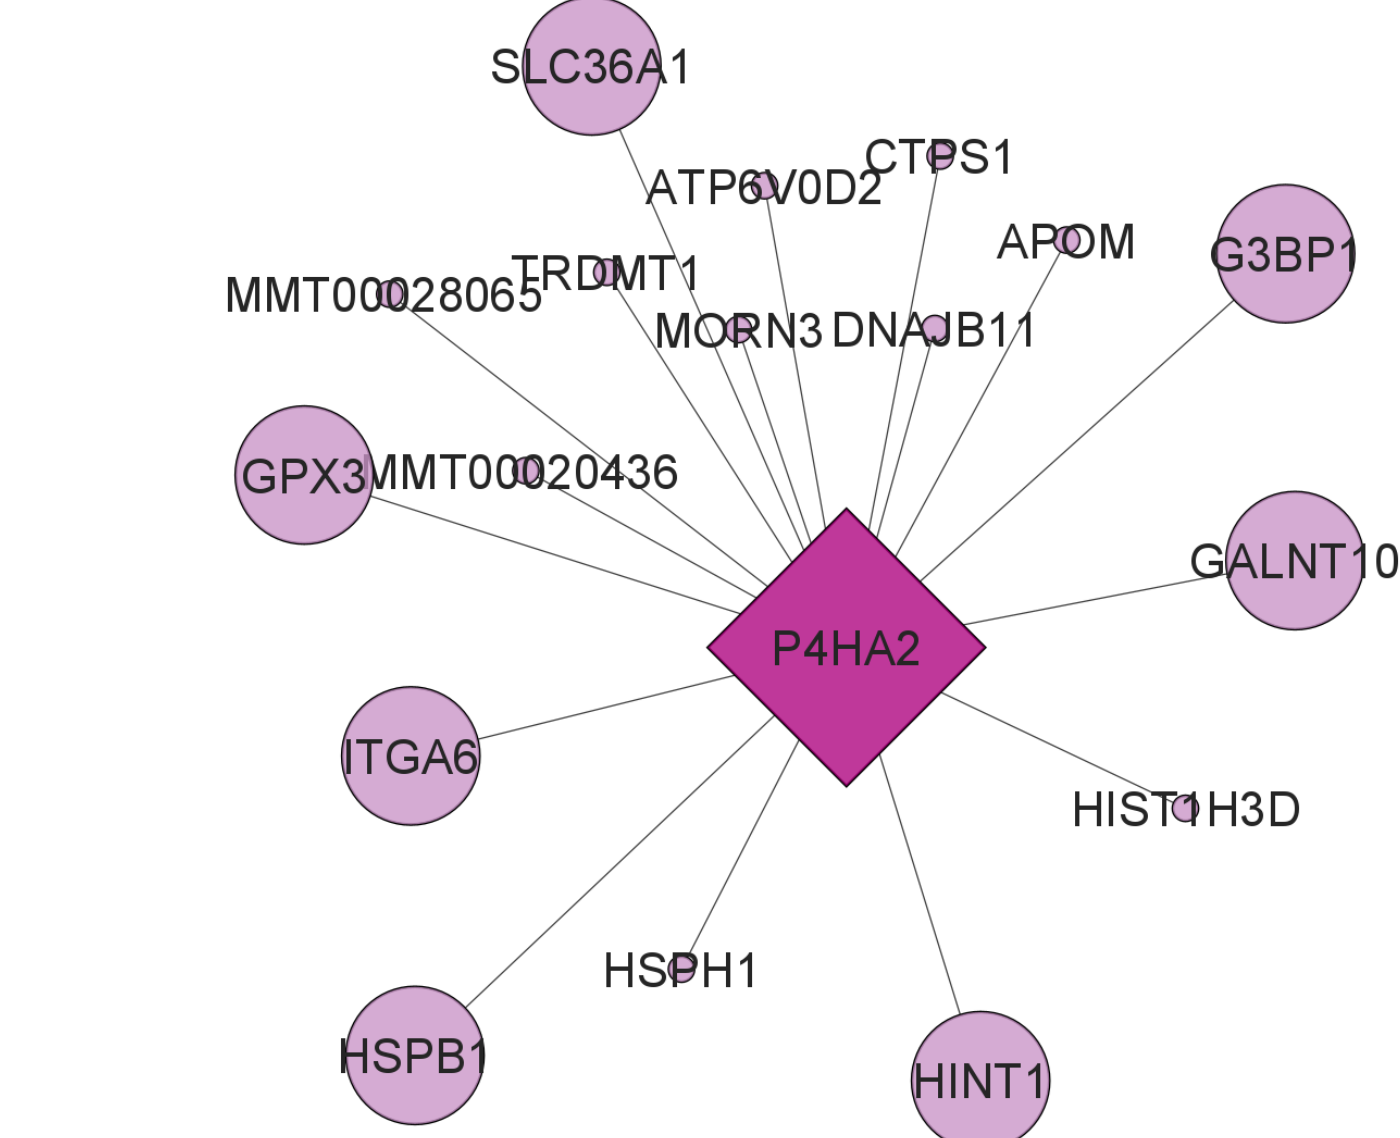 SLC36A1
CTPS1
ATP6V0D2
APOM
G3BP1
TRDMT1
MMT00028065
MORN3
DNAJB11
GPX3
MMT00020436
GALNT10
P4HA2
ITGA6
HIST1H3D
HSPH1
HSPB1
HINT1